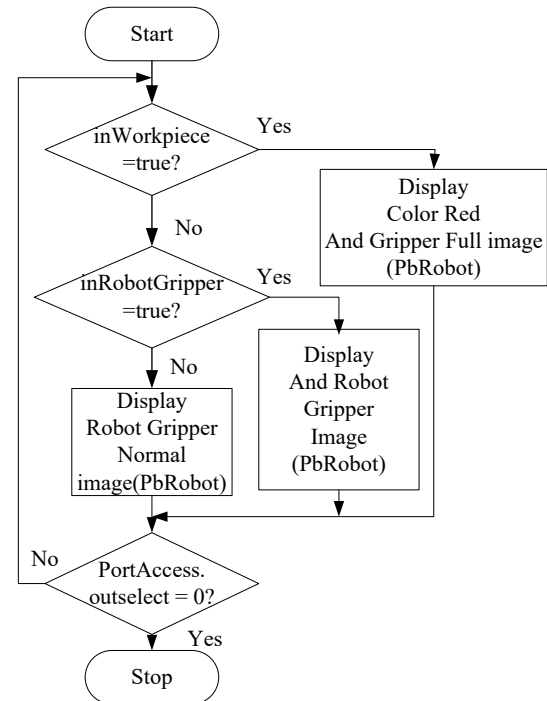 Start
inWorkpiece
=true?
Yes
Display
Color Red
And Gripper Full image
(PbRobot)
No
inRobotGripper
=true?
Yes
Display
And Robot
Gripper
Image
(PbRobot)
No
Display
Robot Gripper
Normal
image(PbRobot)
No
PortAccess.
outselect = 0?
Yes
Stop